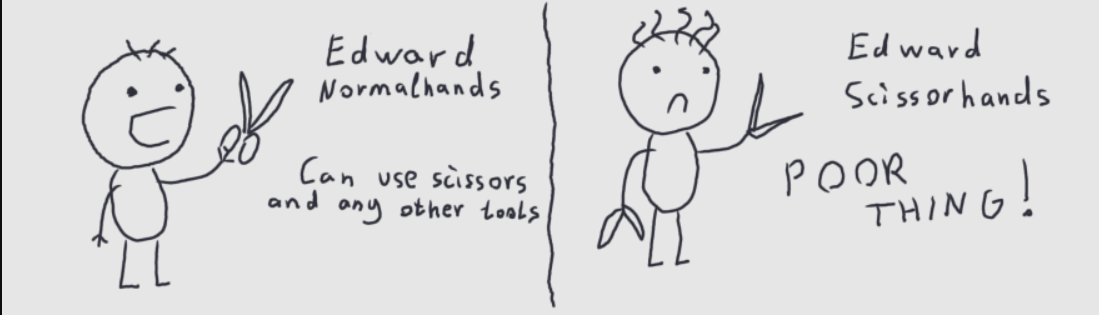 Edward
Normalhands
Can use scissors
and any other tools
Edward
Scissorhands
POOR
THING!